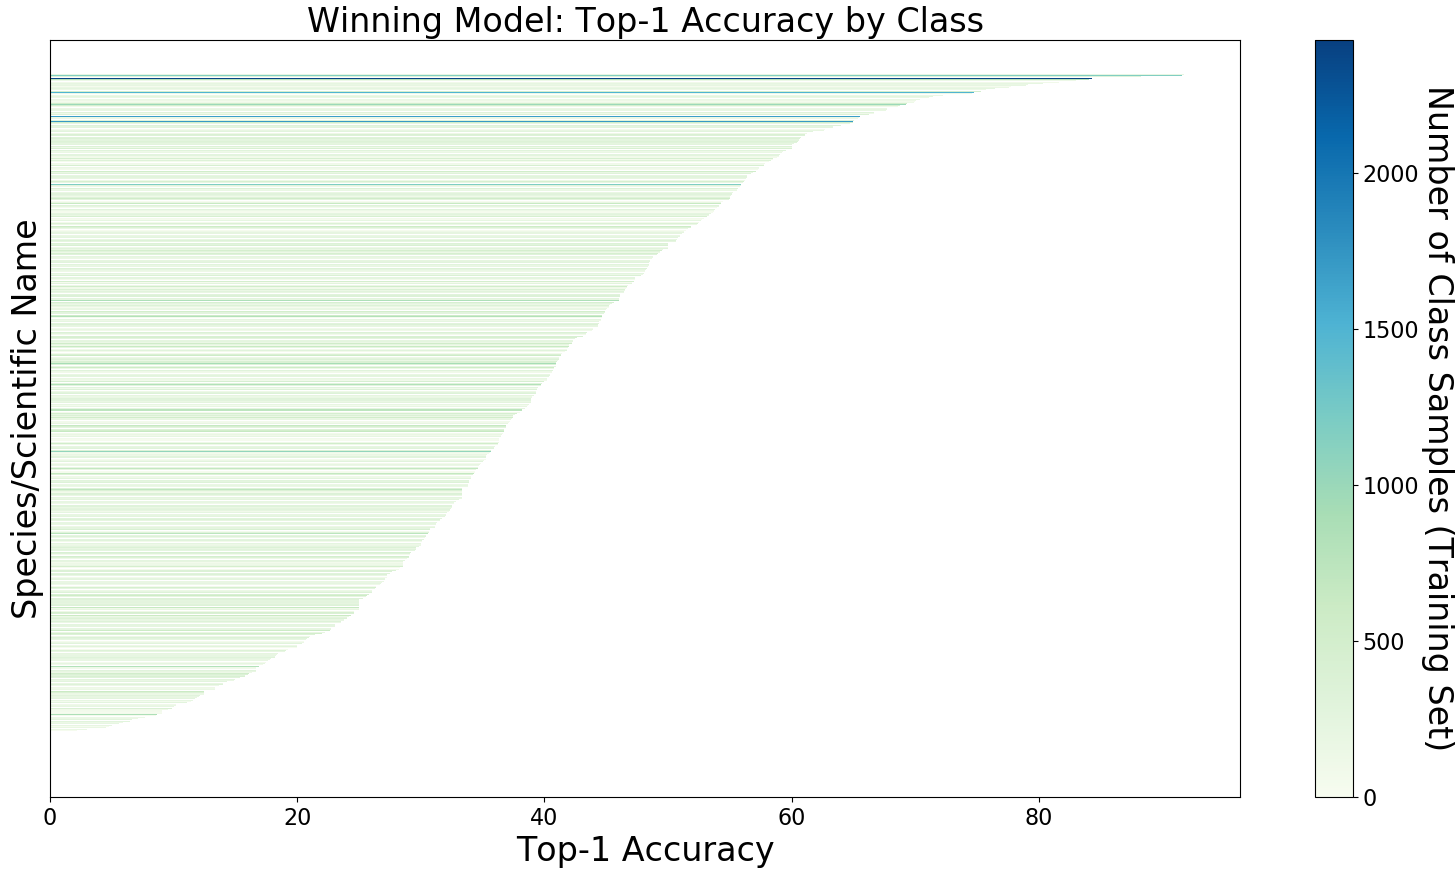 Winning Model: Top-1 Accuracy by Class
Species/Scientific Name
0
20
40
60
80
Top-1 Accuracy
2000
1500
1000
500
0
Number of Class Samples (Training Set)